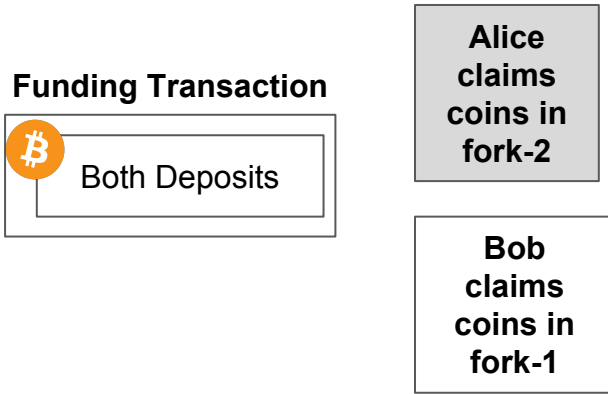 Funding Transaction
Both Deposits
Alice
claims
coins in
fork-2
Bob
claims
coins in
fork-1